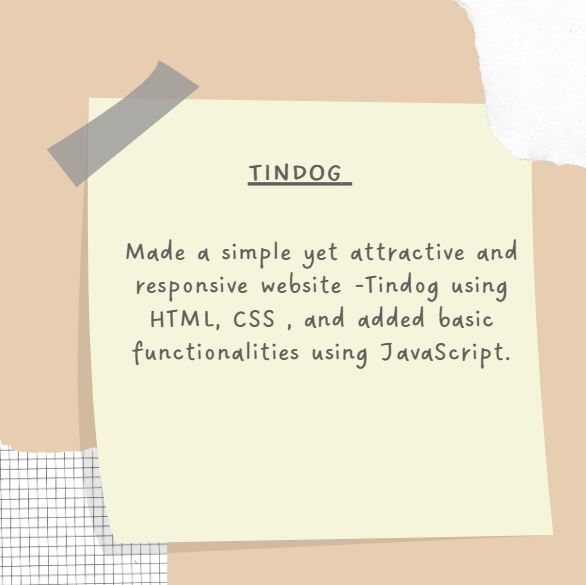 TINDOG
Made a simple yet attractive and
responsive website -Tindog using
HTML, CSS , and added basic
functionalities using JavaScript.